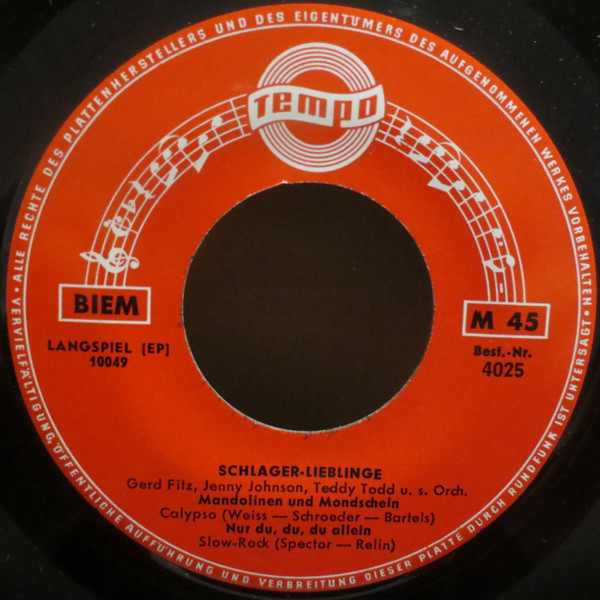 • ALLE RECHTE DES PLATTENHERSTELLERS UND DES EIGENTÜMERS DES AUFGENOMMENEN WERKES VORBEHALTEN • VERVIELFÄLTIGUNG, ÖFFENTLICHE AUFFÜHRUNG UND VERBREITUNG DIESER PLATTE DURCH RUNDFUNK IST UNTERSAGT
Tempo
BIEM
M 45
LANGSPIEL (EP)
10049
Best.-Nr.
4025
SCHLAGER-LIEBLINGE
Gerd Fitz, Jenny Johnson, Teddy Todd u. s. Orch.
Mandolinen und Mondschein
Calypso (Weiss — Schroeder — Bartels)
Nur du, du, du allein
Slow-Rock (Spector — Relin)